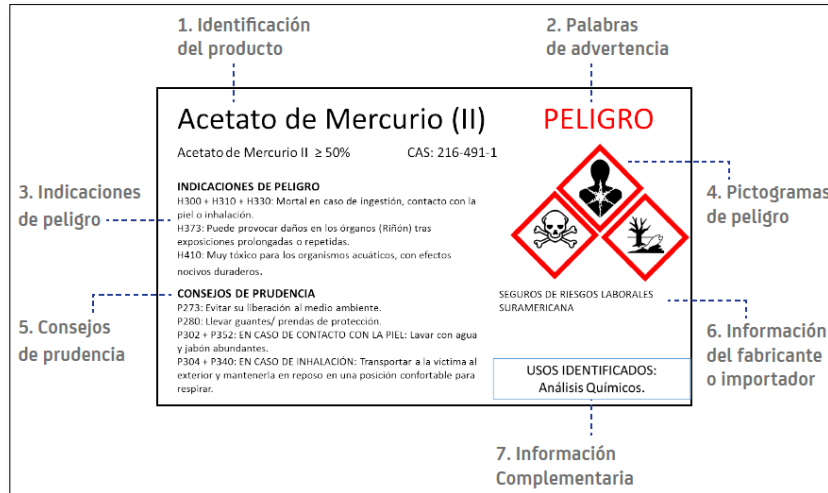 1. Identificación
del producto
2. Palabras
de advertencia
Acetato de Mercurio (II)
PELIGRO
Acetato de Mercurio II ≥ 50%
CAS: 216-491-1
3. Indicaciones
de peligro
INDICACIONES DE PELIGRO
H300 + H310 + H330: Mortal en caso de ingestión, contacto con la
piel o inhalación.
H373: Puede provocar daños en los órganos (Riñón) tras
exposiciones prolongadas o repetidas.
H410: Muy tóxico para los organismos acuáticos, con efectos
nocivos duraderos.
4. Pictogramas
de peligro
5. Consejos
de prudencia
CONSEJOS DE PRUDENCIA
P273: Evitar su liberación al medio ambiente.
P280: Llevar guantes/ prendas de protección.
P302 + P352: EN CASO DE CONTACTO CON LA PIEL: Lavar con agua
y jabón abundantes.
P304 + P340: EN CASO DE INHALACIÓN: Transportar a la víctima al
exterior y mantenerla en reposo en una posición confortable para
respirar.
SEGUROS DE RIESGOS LABORALES
SURAMERICANA
6. Información
del fabricante
o importador
USOS IDENTIFICADOS:
Análisis Químicos.
7. Información
Complementaria